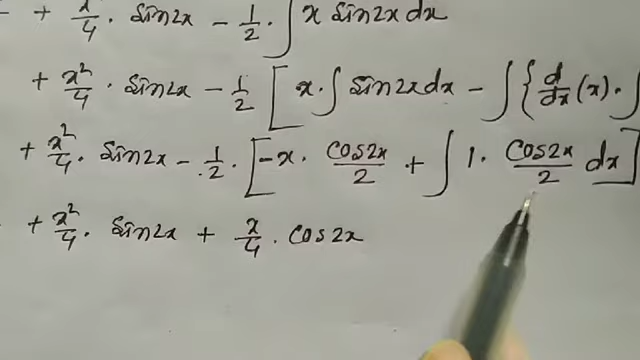 + x²/4 · sin2x - 1/2 · ∫ x sin2x dx
+ x²/4 · sin2x - 1/2 [ x · ∫ sin2x dx - ∫ { d/dx (x) · ∫
+ x²/4 · sin2x - 1/2 · [ -x · cos2x/2 + ∫ 1 · cos2x/2 dx ]
+ x²/4 · sin2x + x/4 · cos2x